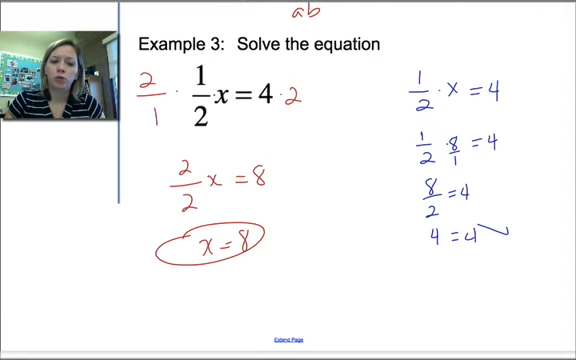 ab
Example 3: Solve the equation
2/1 · 1/2 · x = 4 · 2
2/2 x = 8
x = 8
1/2 · x = 4
1/2 · 8/1 = 4
8/2 = 4
4 = 4
Extend Page